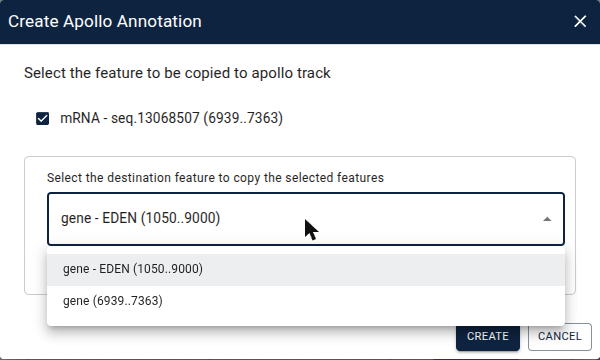 Create Apollo Annotation
Select the feature to be copied to apollo track
mRNA - seq.13068507 (6939..7363)
Select the destination feature to copy the selected features
gene - EDEN (1050..9000)
gene - EDEN (1050..9000)
gene (6939..7363)
CREATE CANCEL